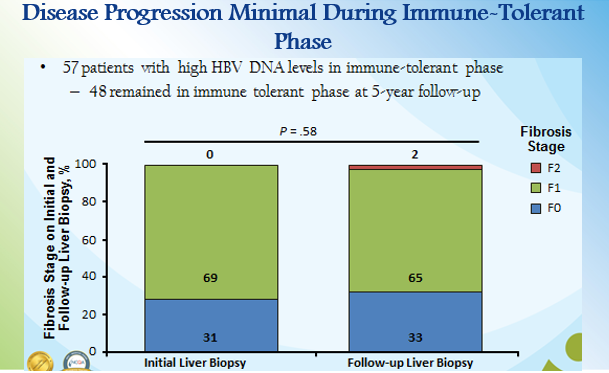 Disease Progression Minimal During Immune-Tolerant
Phase
• 57 patients with high HBV DNA levels in immune-tolerant phase
– 48 remained in immune tolerant phase at 5-year follow-up
P = .58
Fibrosis
Stage
F2
F1
F0
0
2
Fibrosis Stage on Initial and
Follow-up Liver Biopsy, %
100
80
60
40
20
0
69
65
31
33
Initial Liver Biopsy
Follow-up Liver Biopsy